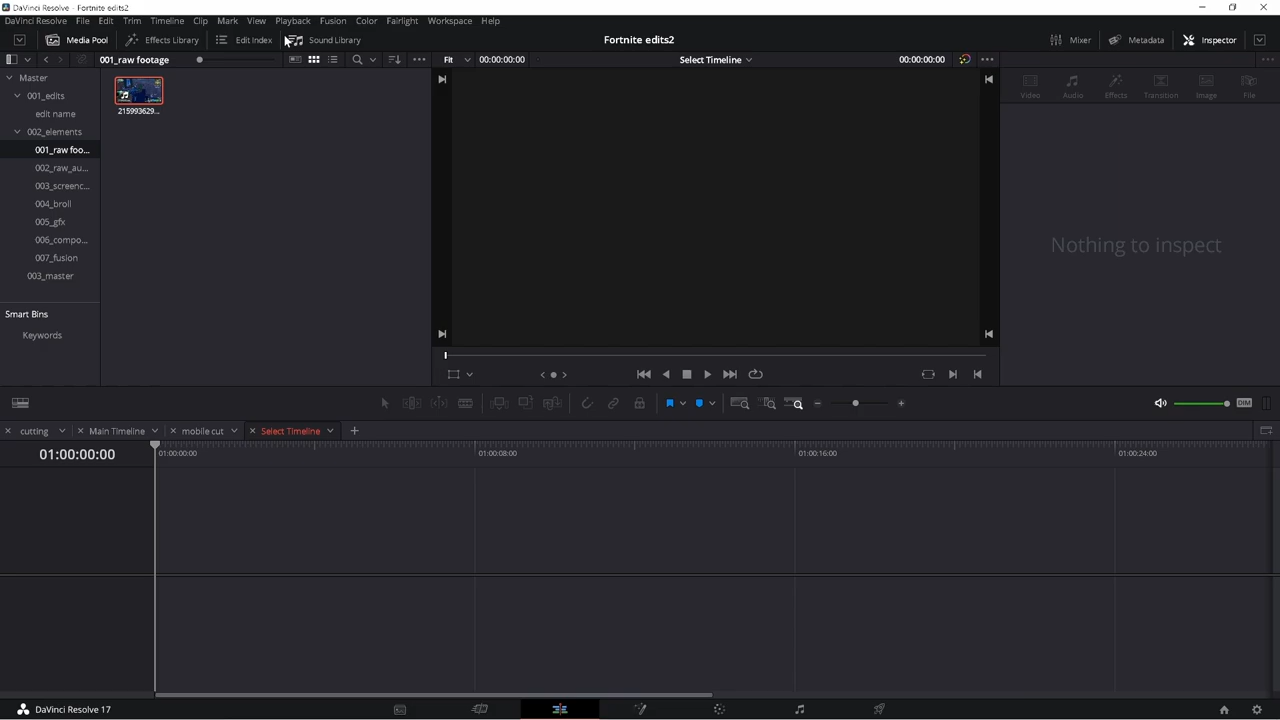 DaVinci Resolve - Fortnite edits2
DaVinci Resolve File Edit Trim Timeline Clip Mark View Playback Fusion Color Fairlight Workspace Help
Media Pool Effects Library Edit Index Sound Library Fortnite edits2 Mixer Metadata Inspector
001_raw footage Fit 00:00:00:00 Select Timeline 00:00:00:00
Master
001_edits
edit name
002_elements
001_raw foo...
002_raw_au...
003_screenc...
004_broll
005_gfx
006_compo...
007_fusion
003_master
Smart Bins
Keywords
215993629...
Video Audio Effects Transition Image File
Nothing to inspect
DIM
cutting Main Timeline mobile cut Select Timeline
01:00:00:00 01:00:00:00 01:00:08:00 01:00:16:00 01:00:24:00
DaVinci Resolve 17